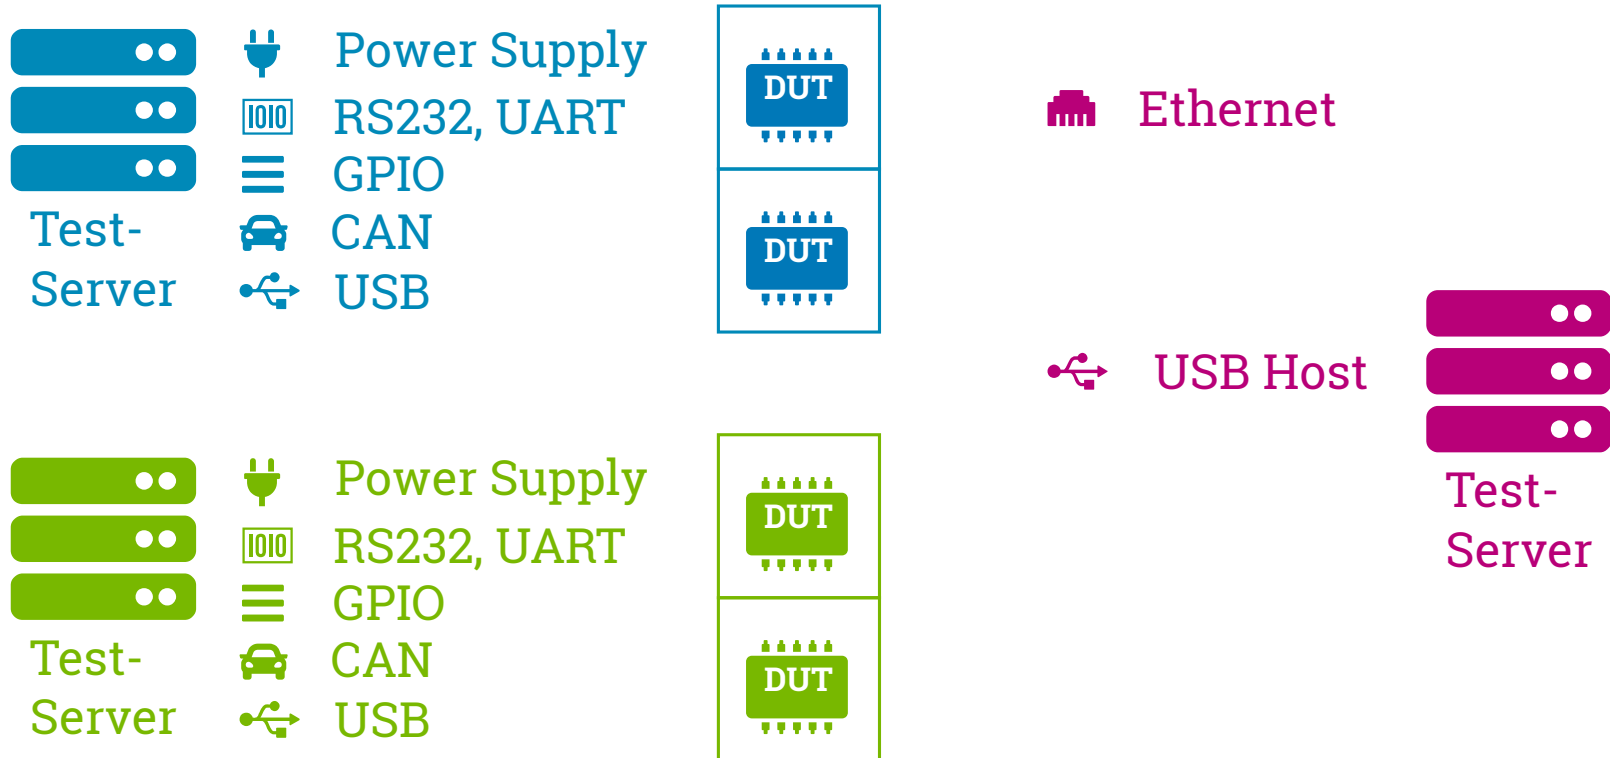 Power Supply
RS232, UART
GPIO
CAN
USB
Test-
Server
DUT
DUT
Ethernet
USB Host
Test-
Server
Power Supply
RS232, UART
GPIO
CAN
USB
Test-
Server
DUT
DUT